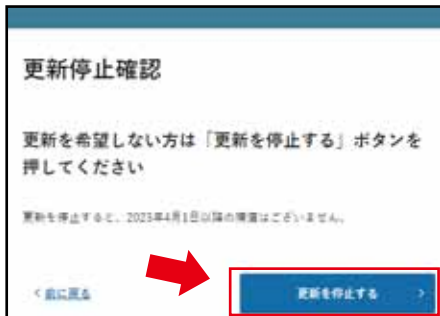 更新停止確認
更新を希望しない方は「更新を停止する」ボタンを
押してください
更新を停止すると、2023年4月1日以降の補償はございません。
< 前に戻る
更新を停止する >